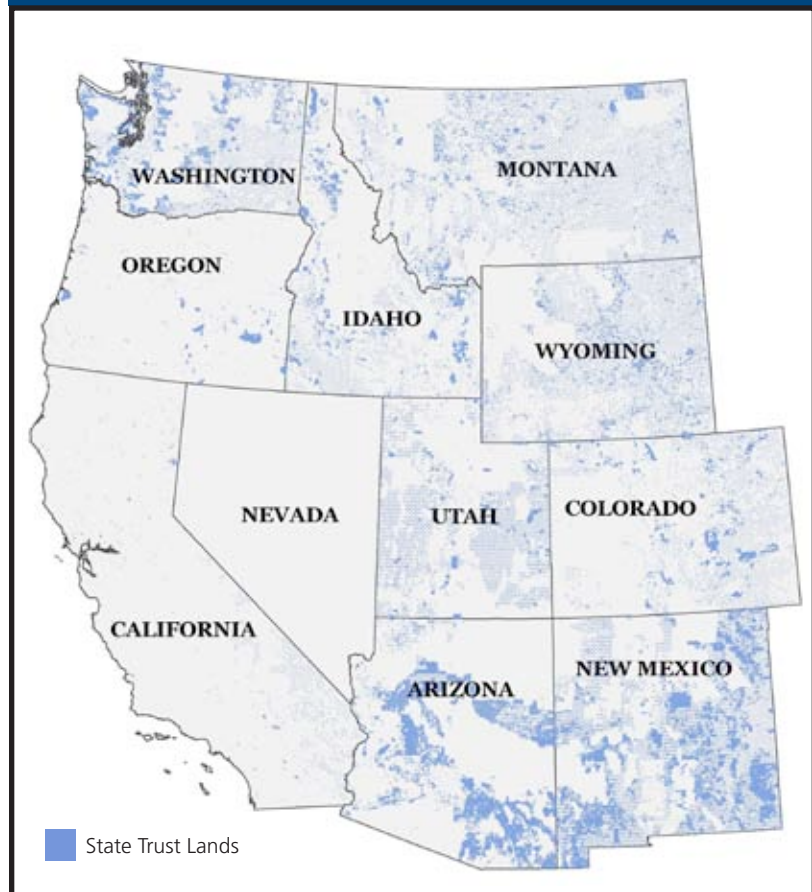 WASHINGTON
MONTANA
OREGON
IDAHO
WYOMING
NEVADA
UTAH
COLORADO
CALIFORNIA
ARIZONA
NEW MEXICO
State Trust Lands